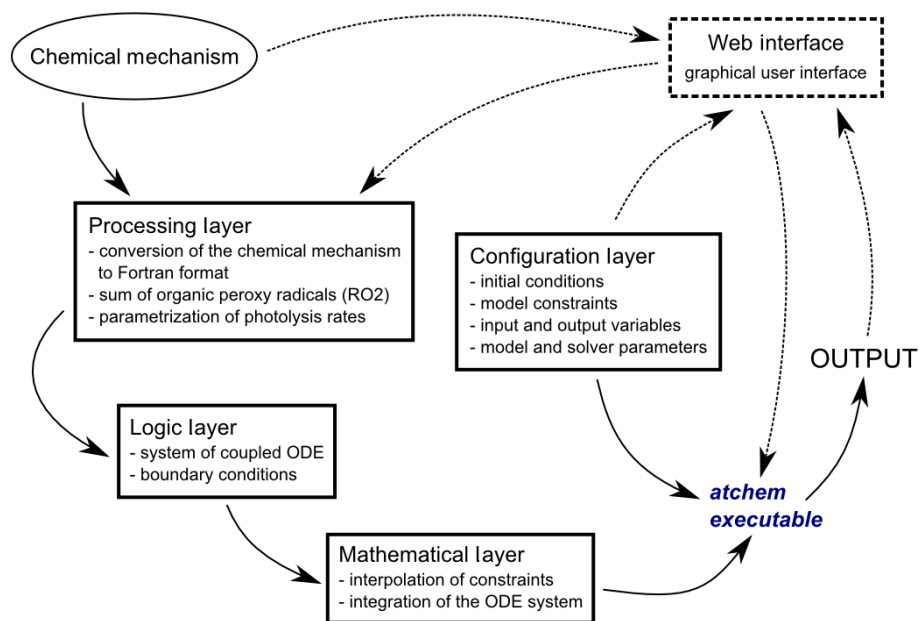 Chemical mechanism
Web interface
graphical user interface
Processing layer
- conversion of the chemical mechanism
to Fortran format
- sum of organic peroxy radicals (RO2)
- parametrization of photolysis rates
Configuration layer
- initial conditions
- model constraints
- input and output variables
- model and solver parameters
OUTPUT
Logic layer
- system of coupled ODE
- boundary conditions
atchem
executable
Mathematical layer
- interpolation of constraints
- integration of the ODE system